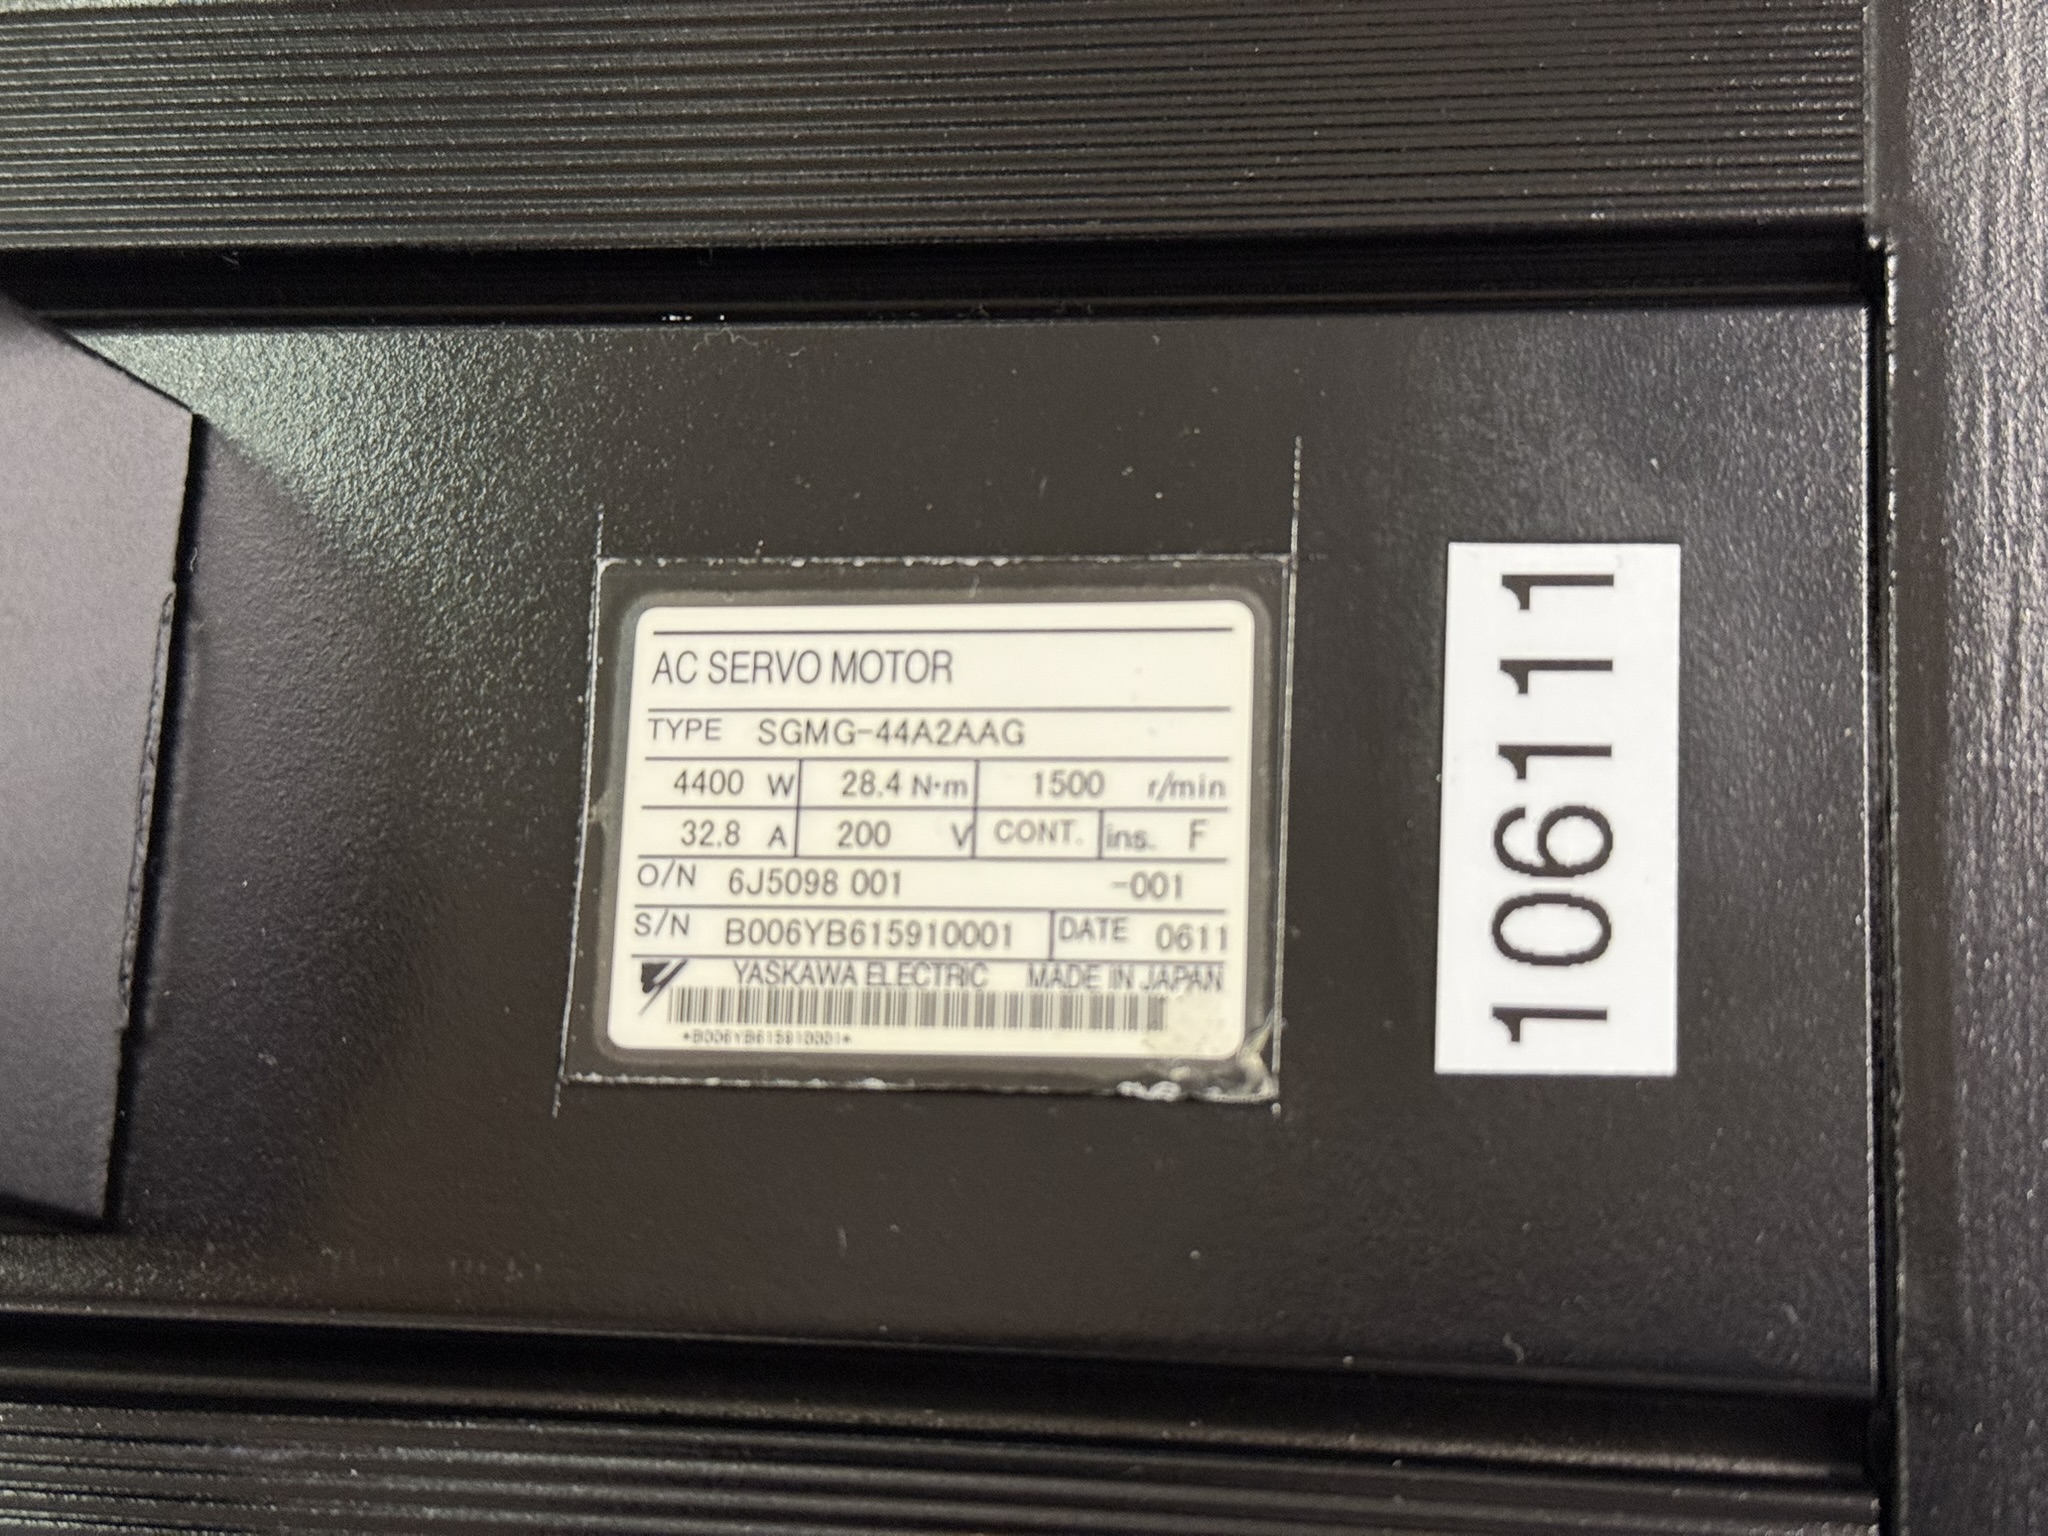 AC SERVO MOTOR
TYPE SGMG-44A2AAG
4400 W 28.4 N·m 1500 r/min
32.8 A 200 V CONT. ins. F
O/N 6J5098 001 -001
S/N B006YB615910001 DATE 0611
YASKAWA ELECTRIC MADE IN JAPAN
*B006YB615910001*
106111